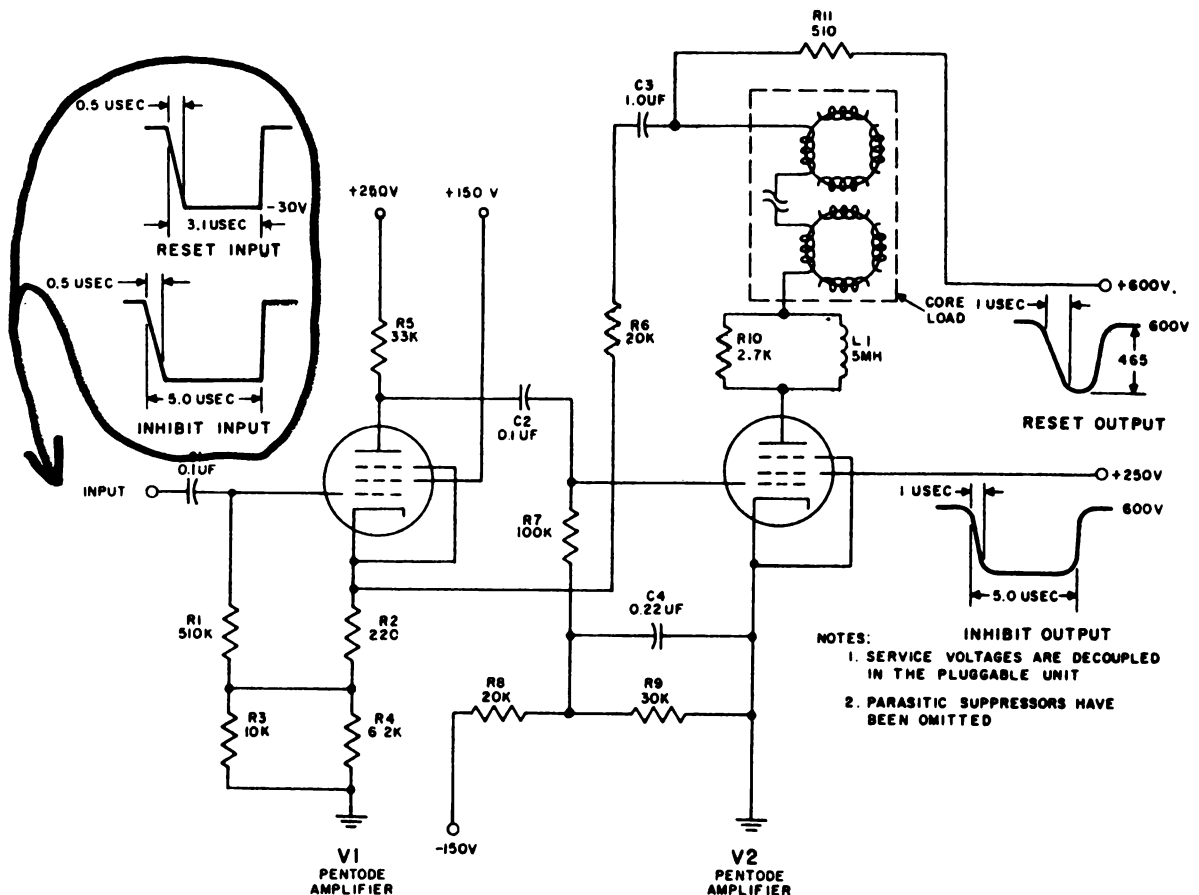 R11
510
0.5 USEC
C3
1.0UF
+250V
+150 V
-30V
3.1 USEC
RESET INPUT
0.5 USEC
5.0 USEC
INHIBIT INPUT
R5
33K
R6
20K
R10
2.7K
L1
5MH
CORE
LOAD
1 USEC
+600V.
600V
465
RESET OUTPUT
C2
0.1UF
0.1UF
INPUT
R7
100K
+250V
1 USEC
600V
5.0 USEC
INHIBIT OUTPUT
R1
510K
R2
220
C4
0.22UF
R3
10K
R4
6.2K
R8
20K
R9
30K
-150V
NOTES:
1. SERVICE VOLTAGES ARE DECOUPLED
IN THE PLUGGABLE UNIT
2. PARASITIC SUPPRESSORS HAVE
BEEN OMITTED
V1
PENTODE
AMPLIFIER
V2
PENTODE
AMPLIFIER